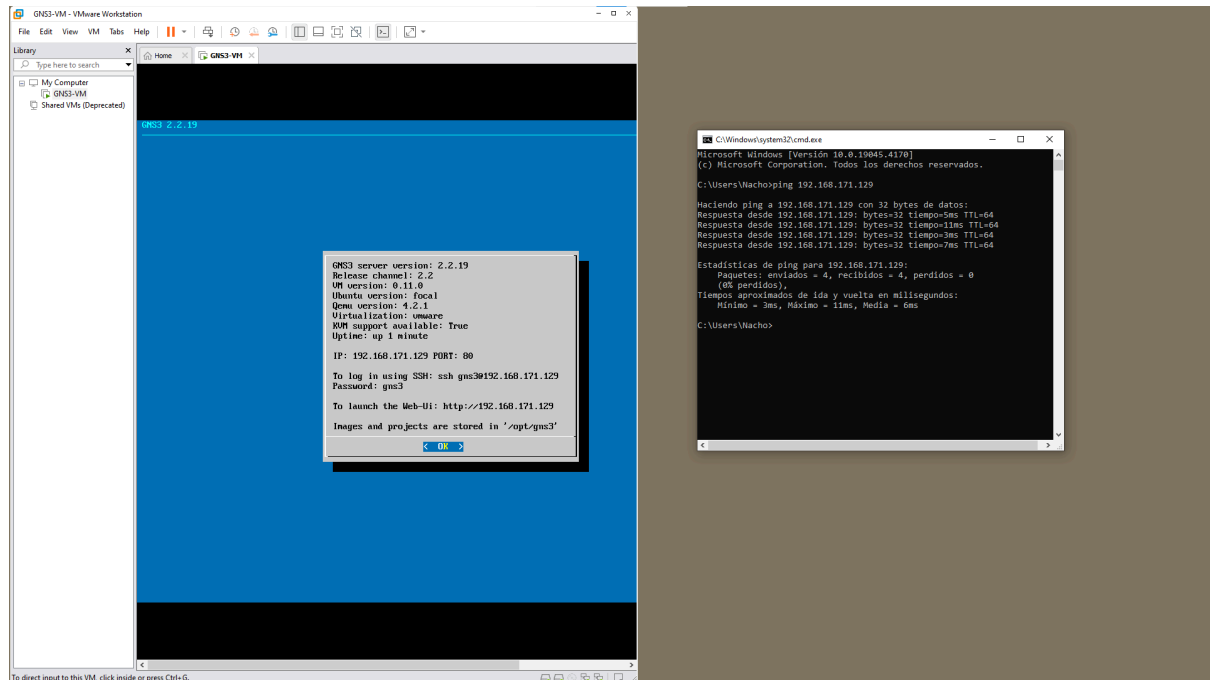 GNS3-VM - VMware Workstation
File Edit View VM Tabs Help
Library
Type here to search
My Computer
GNS3-VM
Shared VMs (Deprecated)
Home
GNS3-VM
GNS3 2.2.19
GNS3 server version: 2.2.19
Release channel: 2.2
VM version: 0.11.0
Ubuntu version: focal
Qemu version: 4.2.1
Virtualization: vmware
KVM support available: True
Uptime: up 1 minute
IP: 192.168.171.129 PORT: 80
To log in using SSH: ssh gns3@192.168.171.129
Password: gns3
To launch the Web-Ui: http://192.168.171.129
Images and projects are stored in '/opt/gns3'
< OK >
To direct input to this VM, click inside or press Ctrl+G.
C:\Windows\system32\cmd.exe
Microsoft Windows [Versión 10.0.19045.4170]
(c) Microsoft Corporation. Todos los derechos reservados.
C:\Users\Nacho>ping 192.168.171.129
Haciendo ping a 192.168.171.129 con 32 bytes de datos:
Respuesta desde 192.168.171.129: bytes=32 tiempo=5ms TTL=64
Respuesta desde 192.168.171.129: bytes=32 tiempo=11ms TTL=64
Respuesta desde 192.168.171.129: bytes=32 tiempo=3ms TTL=64
Respuesta desde 192.168.171.129: bytes=32 tiempo=7ms TTL=64
Estadísticas de ping para 192.168.171.129:
Paquetes: enviados = 4, recibidos = 4, perdidos = 0
(0% perdidos),
Tiempos aproximados de ida y vuelta en milisegundos:
Mínimo = 3ms, Máximo = 11ms, Media = 6ms
C:\Users\Nacho>